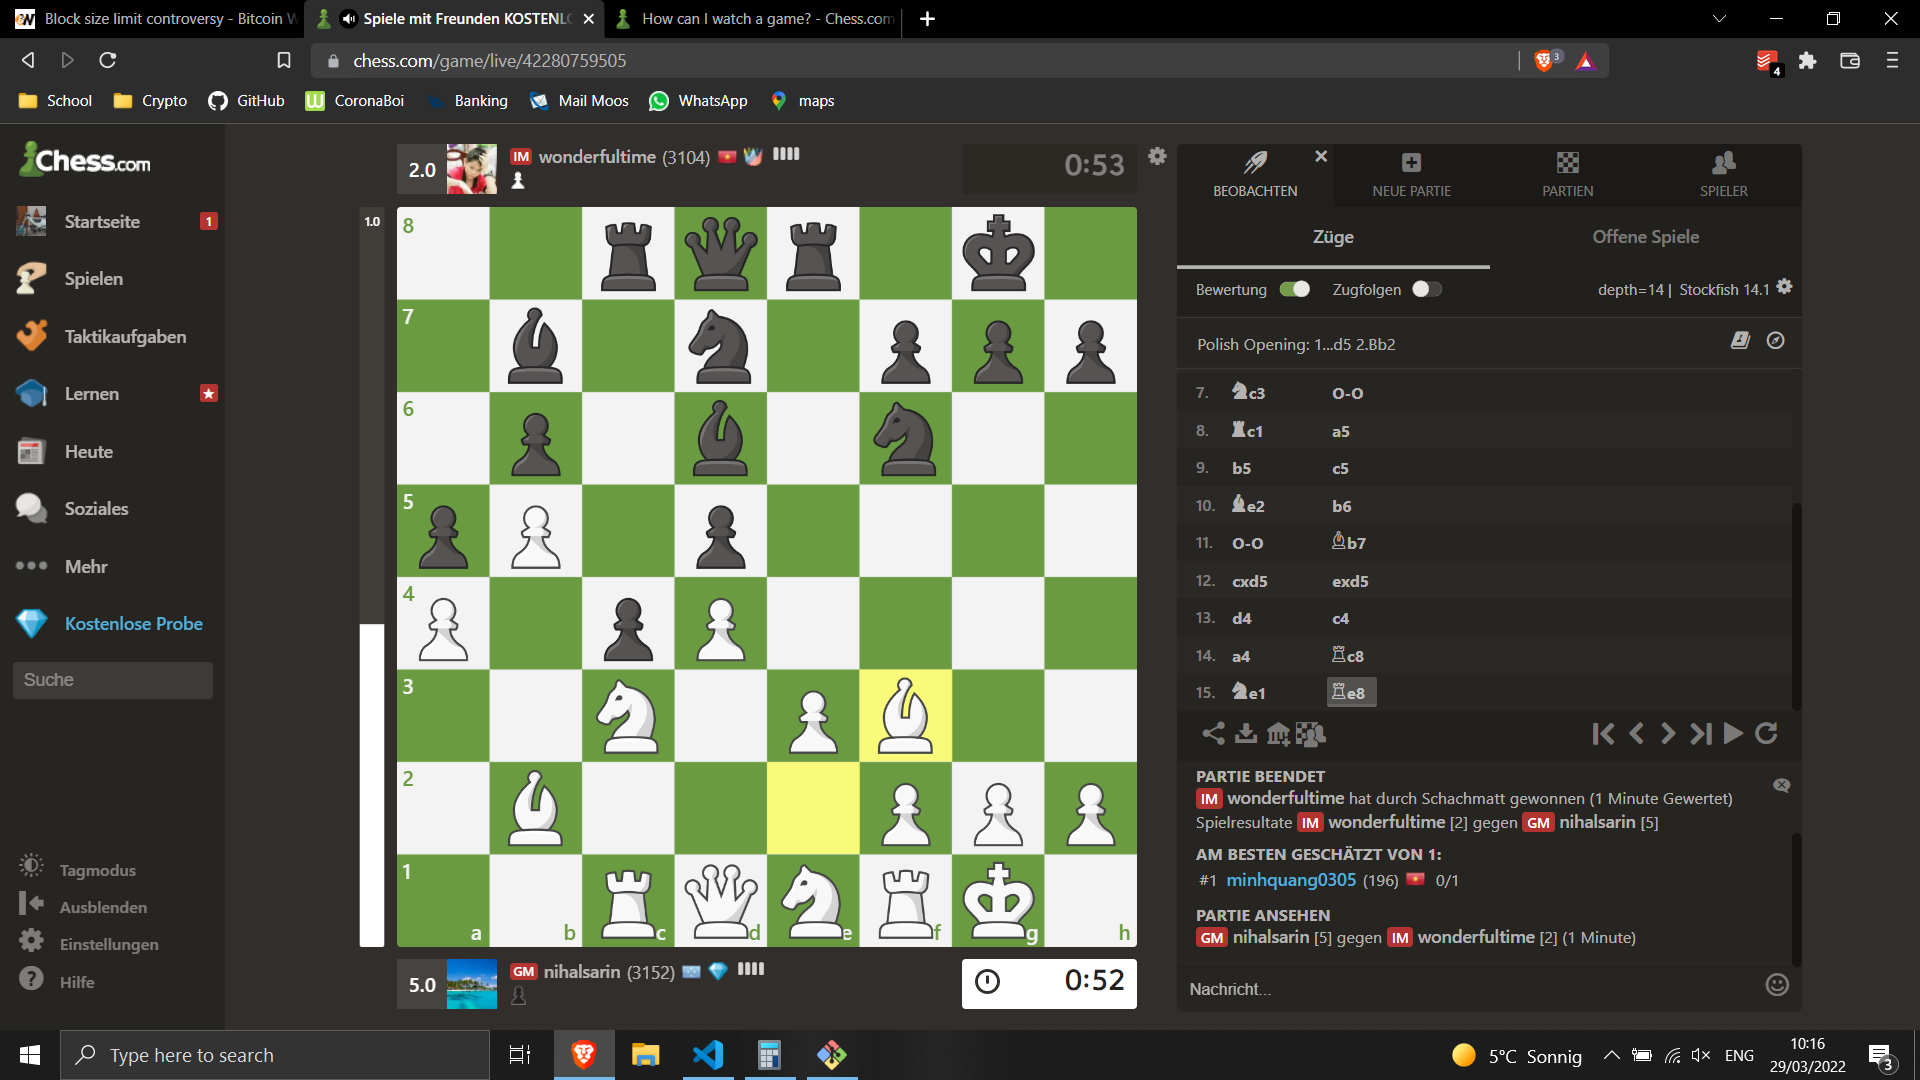 Block size limit controversy - Bitcoin W
Spiele mit Freunden KOSTENLO
How can I watch a game? - Chess.com
chess.com/game/live/42280759505
3
4
School
Crypto
GitHub
CoronaBoi
Banking
Mail Moos
WhatsApp
maps
Chess.com
Startseite
1
Spielen
Taktikaufgaben
Lernen
Heute
Soziales
Mehr
Kostenlose Probe
Suche
Tagmodus
Ausblenden
Einstellungen
Hilfe
2.0
IM wonderfultime (3104)
0:53
1.0
8
7
6
5
4
3
2
1
a b c d e f g h
5.0
GM nihalsarin (3152)
0:52
BEOBACHTEN
NEUE PARTIE
PARTIEN
SPIELER
Züge
Offene Spiele
Bewertung
Zugfolgen
depth=14 | Stockfish 14.1
Polish Opening: 1...d5 2.Bb2
7. c3 O-O
8. c1 a5
9. b5 c5
10. e2 b6
11. O-O b7
12. cxd5 exd5
13. d4 c4
14. a4 c8
15. e1 e8
PARTIE BEENDET
IM wonderfultime hat durch Schachmatt gewonnen (1 Minute Gewertet)
Spielresultate IM wonderfultime [2] gegen GM nihalsarin [5]
AM BESTEN GESCHÄTZT VON 1:
#1 minhquang0305 (196) 0/1
PARTIE ANSEHEN
GM nihalsarin [5] gegen IM wonderfultime [2] (1 Minute)
Nachricht...
Type here to search
5°C Sonnig
ENG
10:16
29/03/2022
3